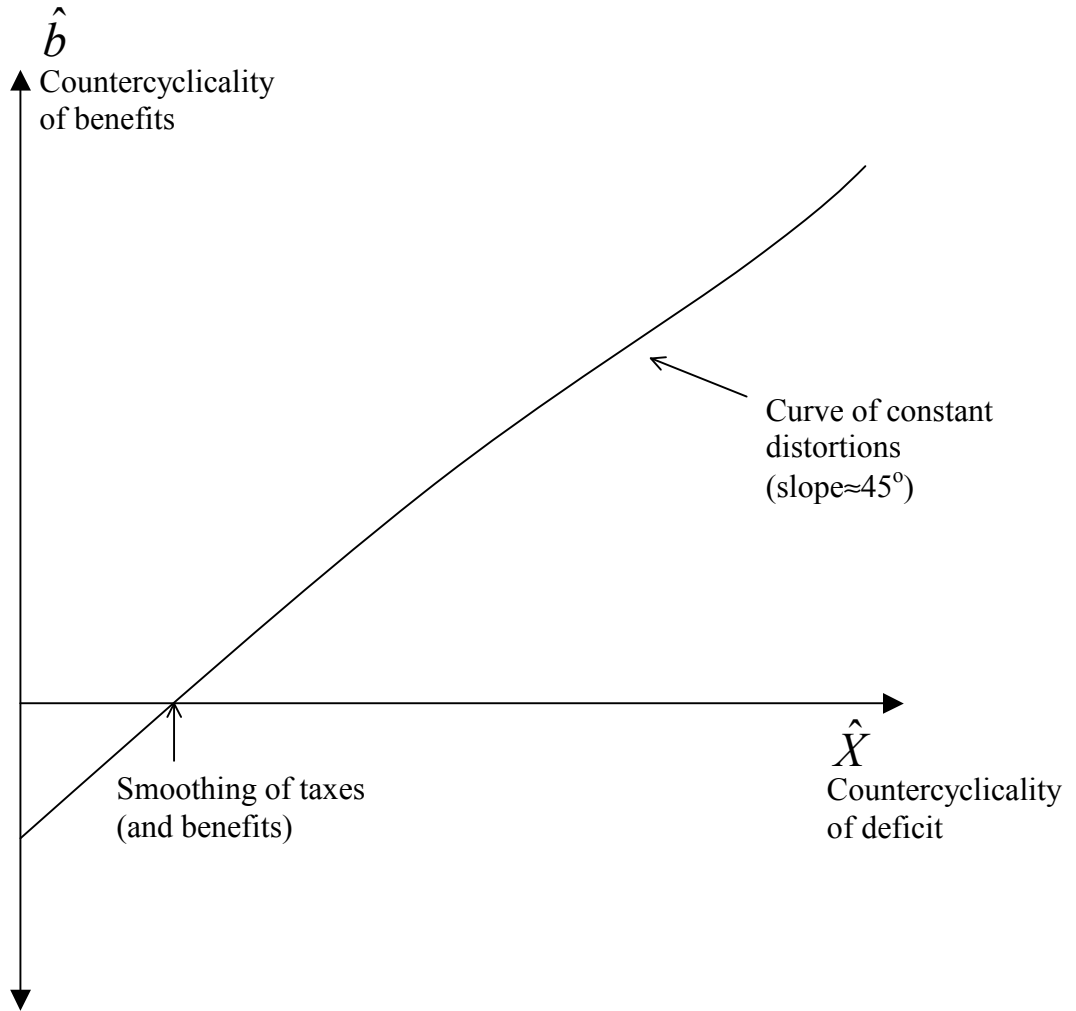 b̂
Countercyclicality
of benefits
Curve of constant
distortions
(slope≈45°)
Smoothing of taxes
(and benefits)
X̂
Countercyclicality
of deficit